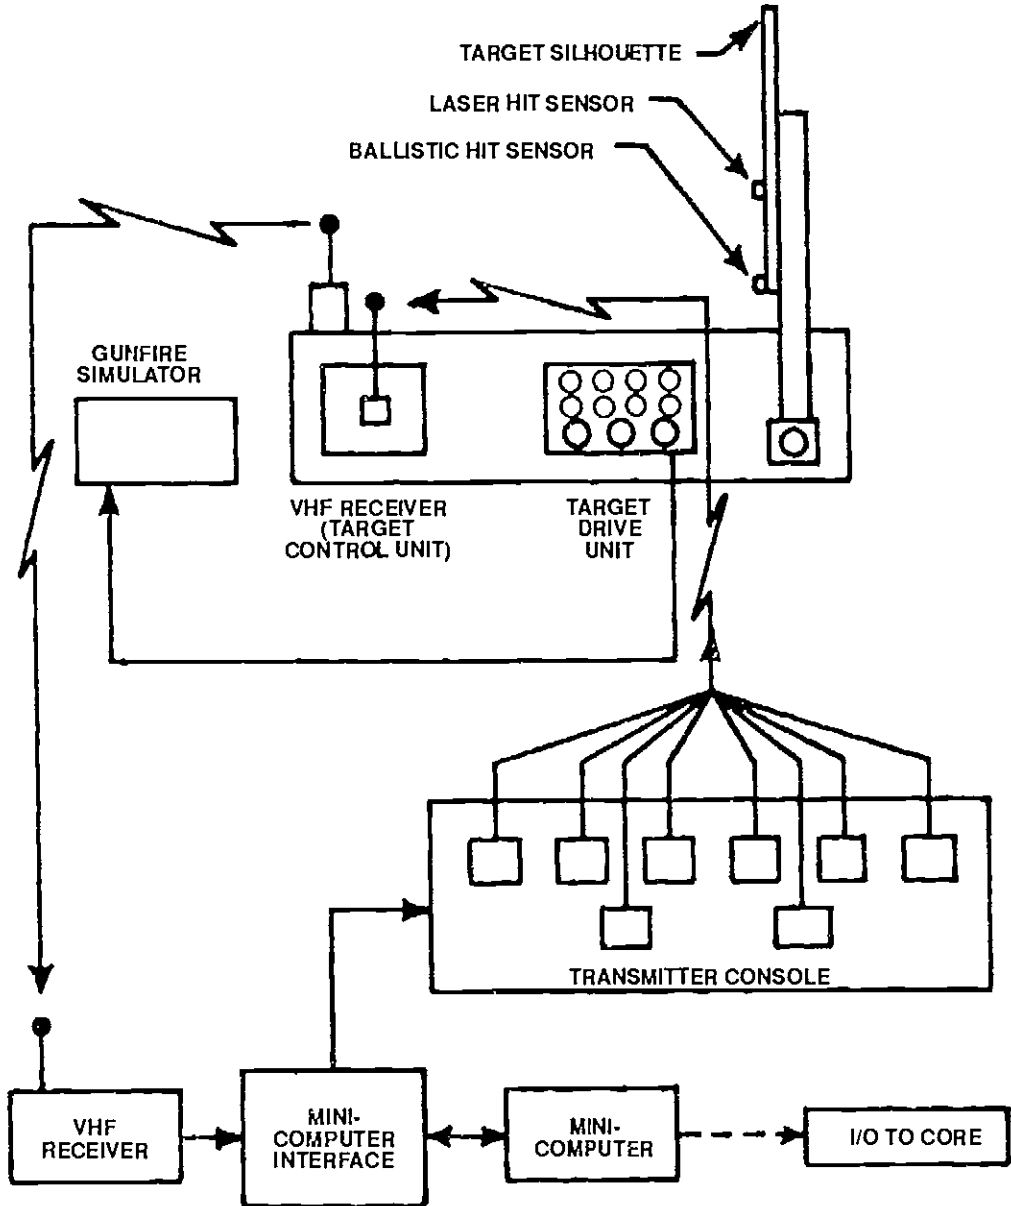 TARGET SILHOUETTE
LASER HIT SENSOR
BALLISTIC HIT SENSOR
GUNFIRE
SIMULATOR
VHF RECEIVER
(TARGET
CONTROL UNIT)
TARGET
DRIVE
UNIT
TRANSMITTER CONSOLE
VHF
RECEIVER
MINI-
COMPUTER
INTERFACE
MINI-
COMPUTER
I/O TO CORE